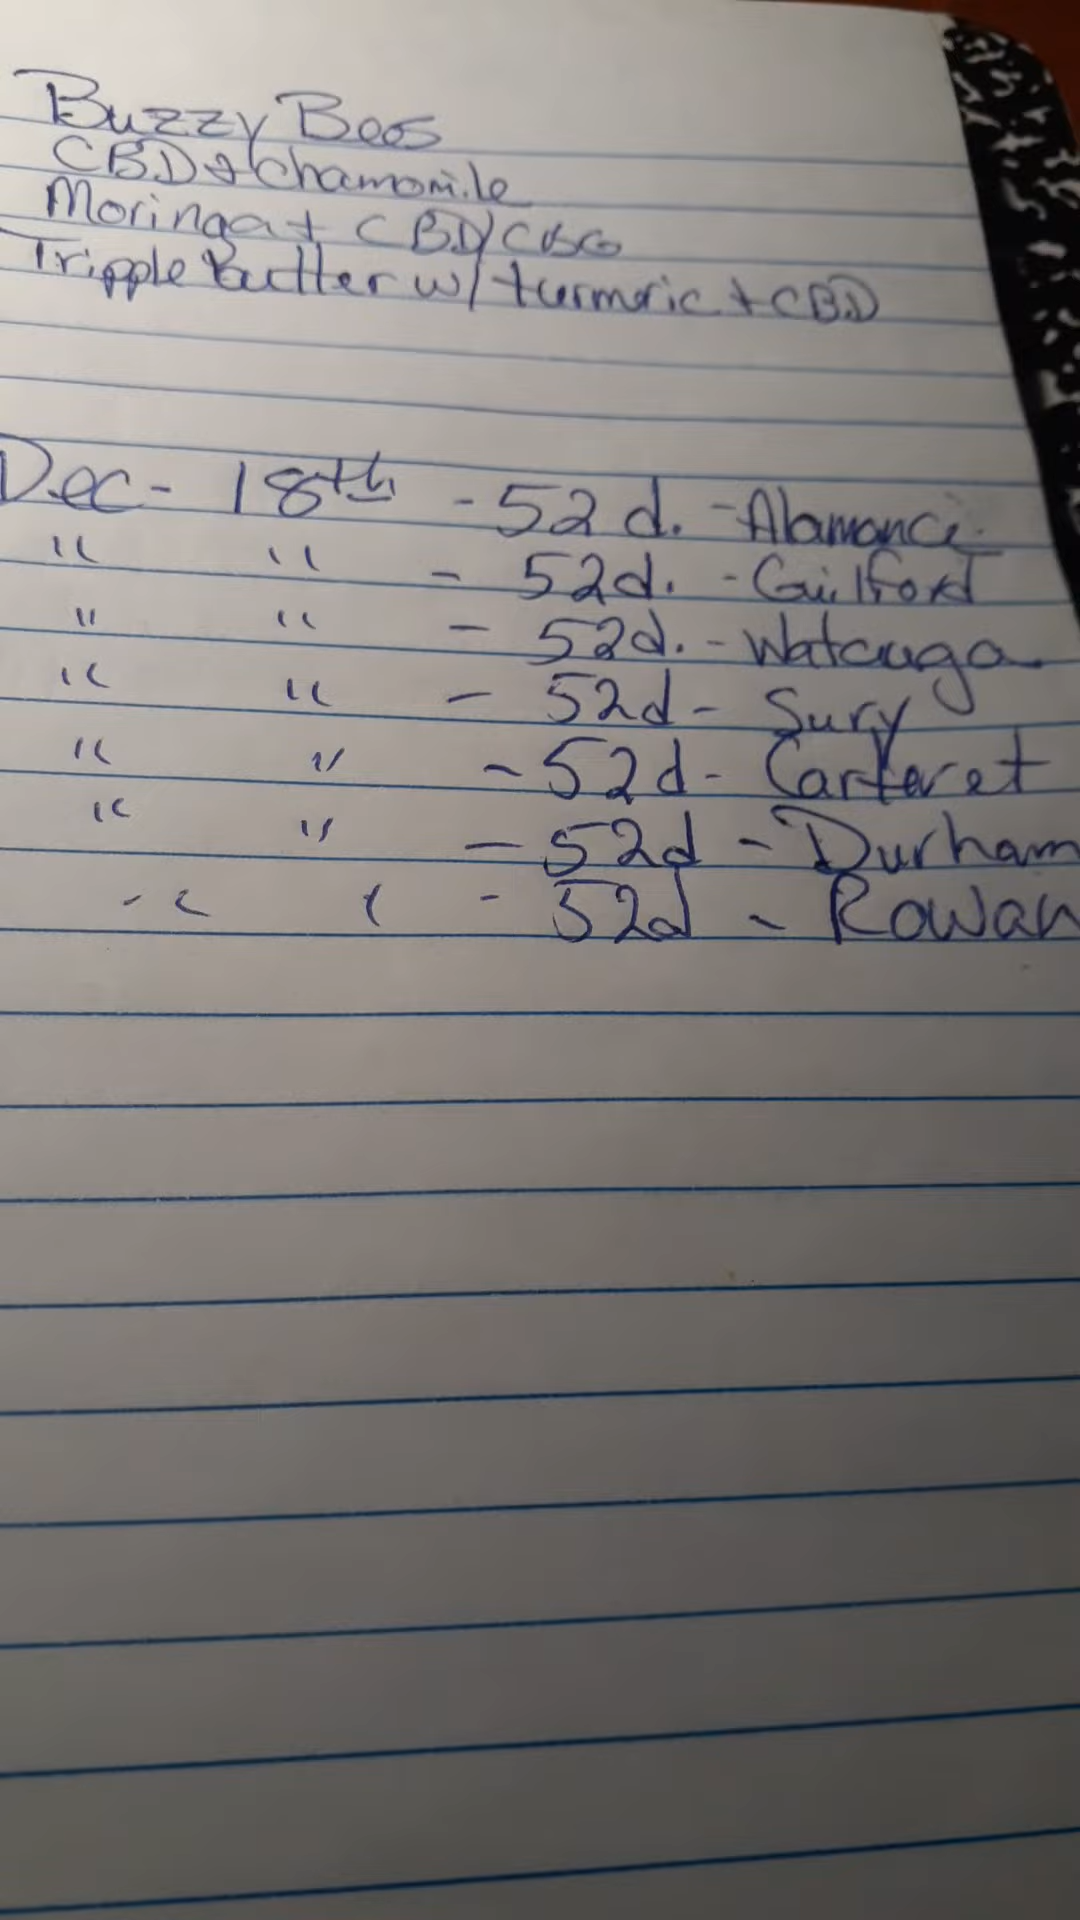 Buzzy Bees
CBD + Chamomile
Moringa + CBD/CBG
Tripple Butter w/ turmeric + CBD
Dec - 18th - 52 d. - Alamance
" " - 52d. - Guilford
" " - 52d. - Watauga
" " - 52d - Surry
" " - 52d - Carteret
" " - 52d - Durham
" " - 52d - Rowan